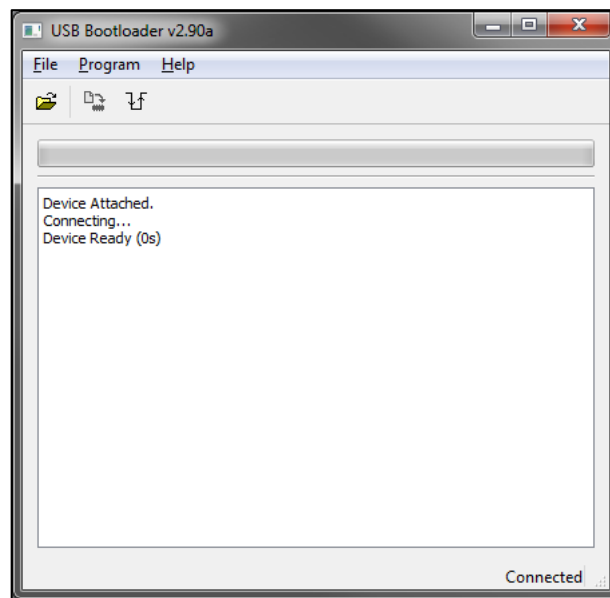 USB Bootloader v2.90a
File Program Help
Device Attached.
Connecting...
Device Ready (0s)
Connected